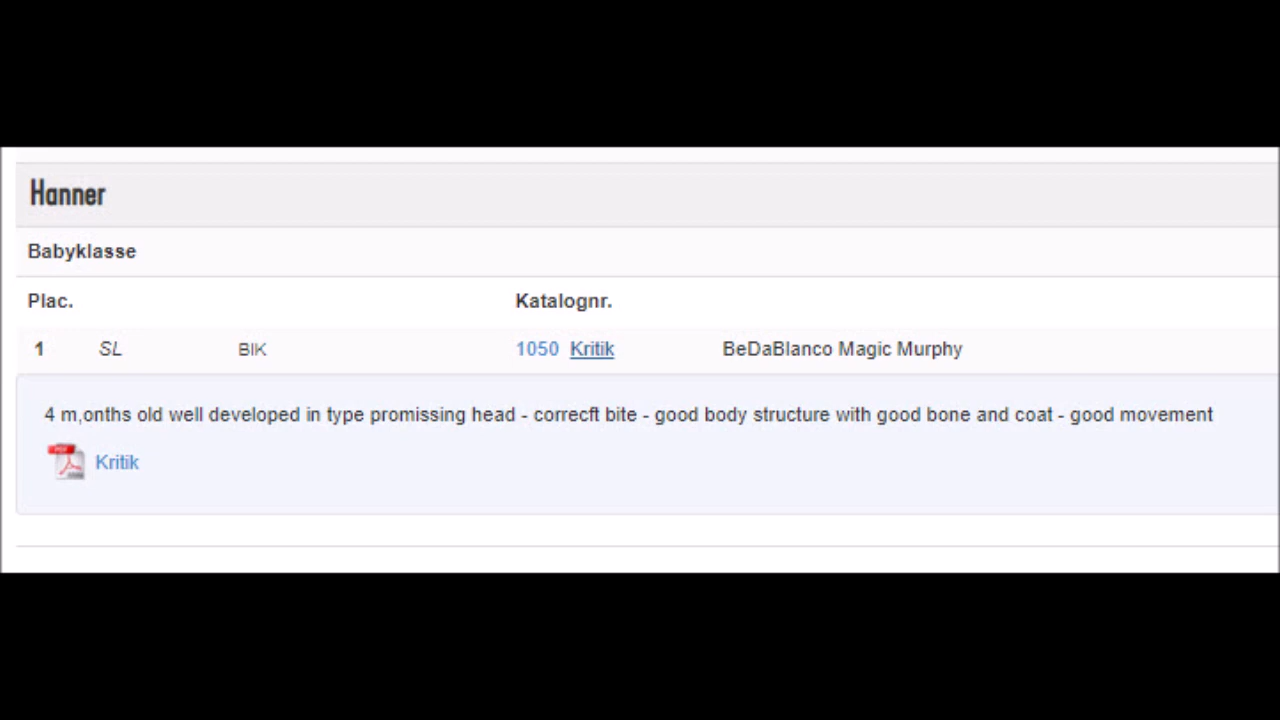 Hanner
Babyklasse
Plac. Katalognr.
1 SL BIK 1050 Kritik BeDaBlanco Magic Murphy
4 m,onths old well developed in type promissing head - correcft bite - good body structure with good bone and coat - good movement
Kritik